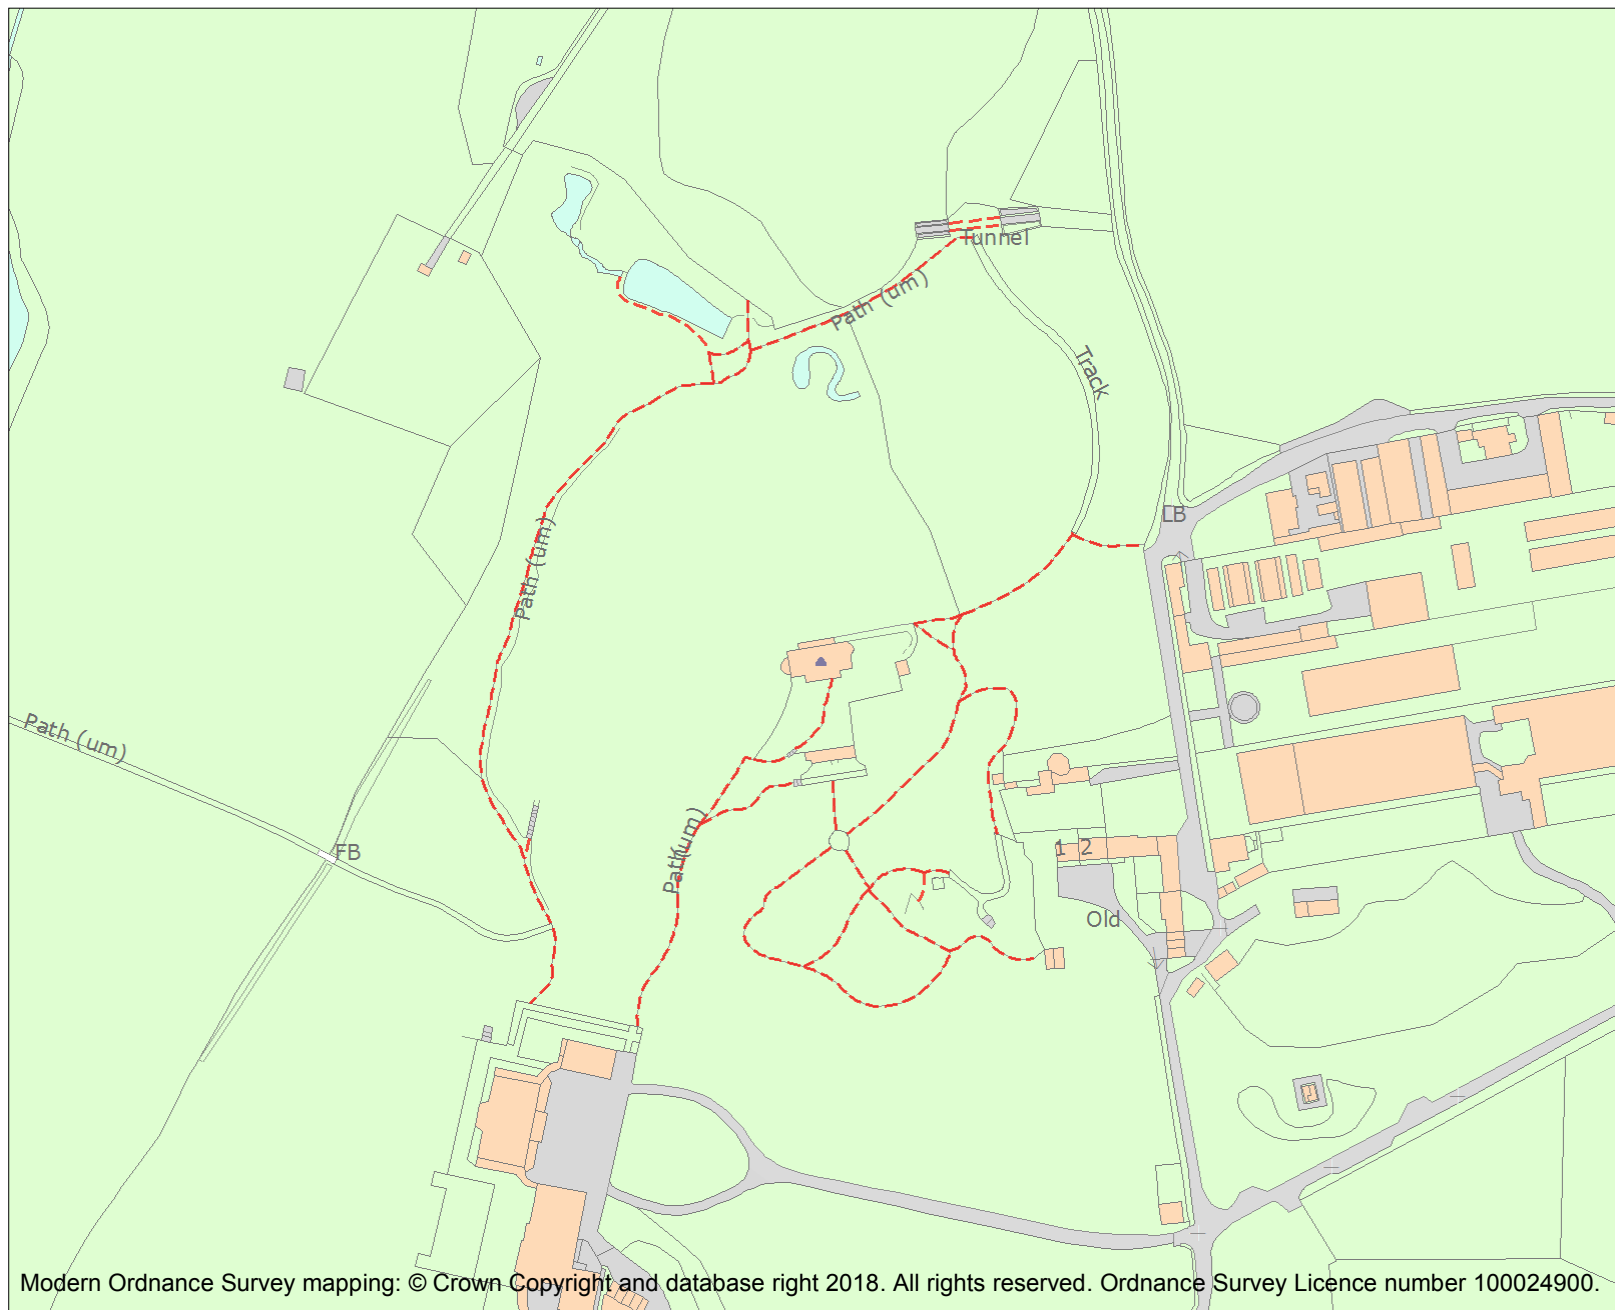 Tunnel
Path (um)
Track
LB
Path (um)
Path (um)
Path(um)
FB
1 2
Old
Modern Ordnance Survey mapping: © Crown Copyright and database right 2018. All rights reserved. Ordnance Survey Licence number 100024900.